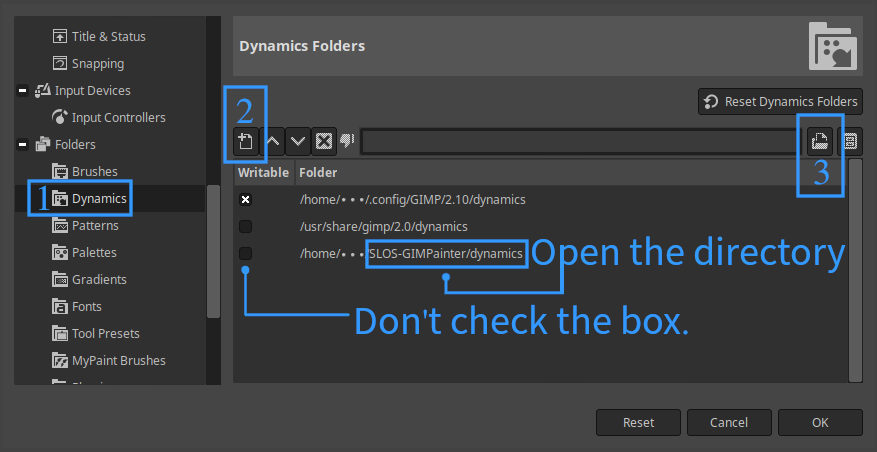 Title & Status
Snapping
Input Devices
Input Controllers
Folders
Brushes
1 Dynamics
Patterns
Palettes
Gradients
Fonts
Tool Presets
MyPaint Brushes
Dynamics Folders
Reset Dynamics Folders
2
3
Writable Folder
/home/•••/.config/GIMP/2.10/dynamics
/usr/share/gimp/2.0/dynamics
/home/•••/SLOS-GIMPainter/dynamics
Open the directory
Don't check the box.
Reset Cancel OK